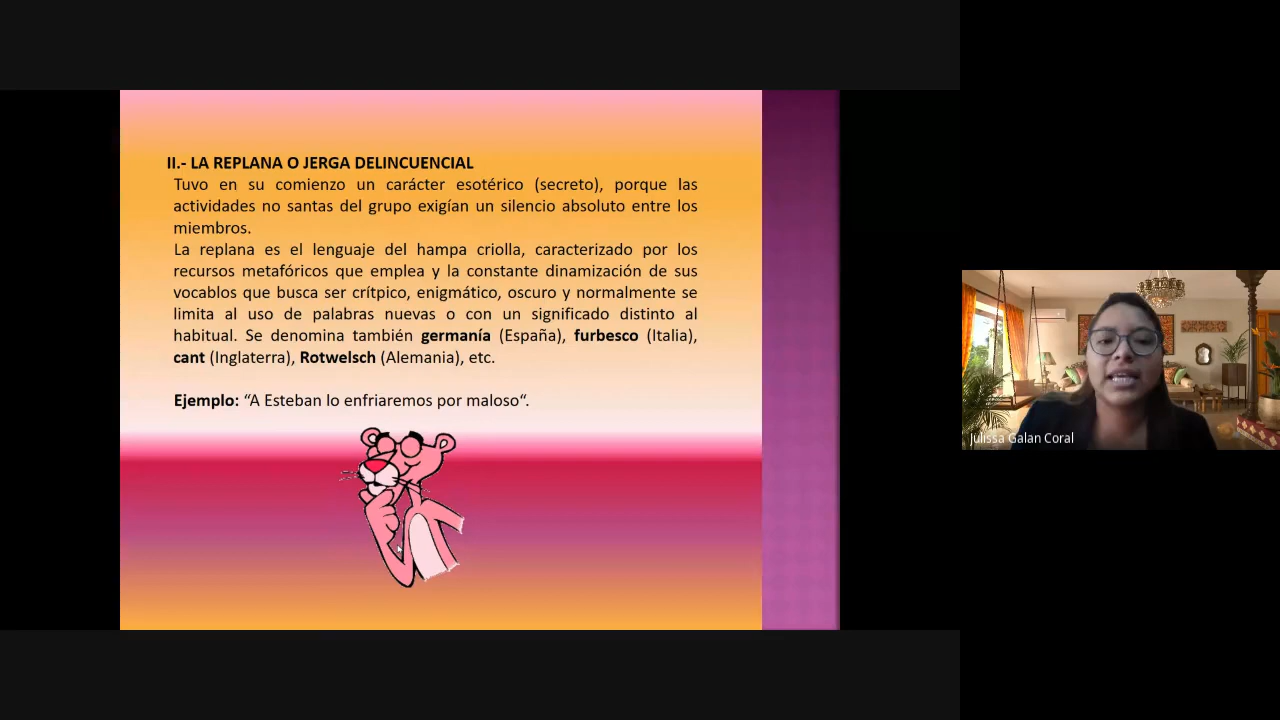 II.- LA REPLANA O JERGA DELINCUENCIAL
Tuvo en su comienzo un carácter esotérico (secreto), porque las
actividades no santas del grupo exigían un silencio absoluto entre los
miembros.
La replana es el lenguaje del hampa criolla, caracterizado por los
recursos metafóricos que emplea y la constante dinamización de sus
vocablos que busca ser crítpico, enigmático, oscuro y normalmente se
limita al uso de palabras nuevas o con un significado distinto al
habitual. Se denomina también germanía (España), furbesco (Italia),
cant (Inglaterra), Rotwelsch (Alemania), etc.
Ejemplo: “A Esteban lo enfriaremos por maloso“.
Julissa Galan Coral